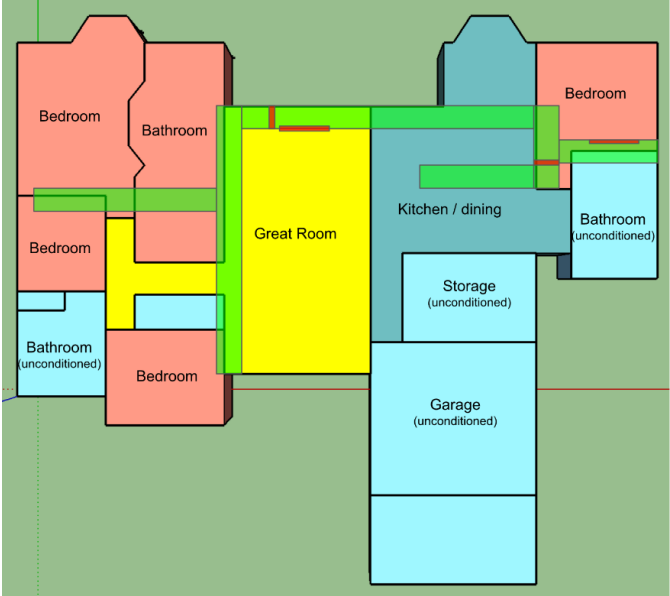 Bedroom
Bedroom
Bathroom
Bedroom
Great Room
Kitchen / dining
Bathroom
(unconditioned)
Storage
(unconditioned)
Bathroom
(unconditioned)
Bedroom
Garage
(unconditioned)